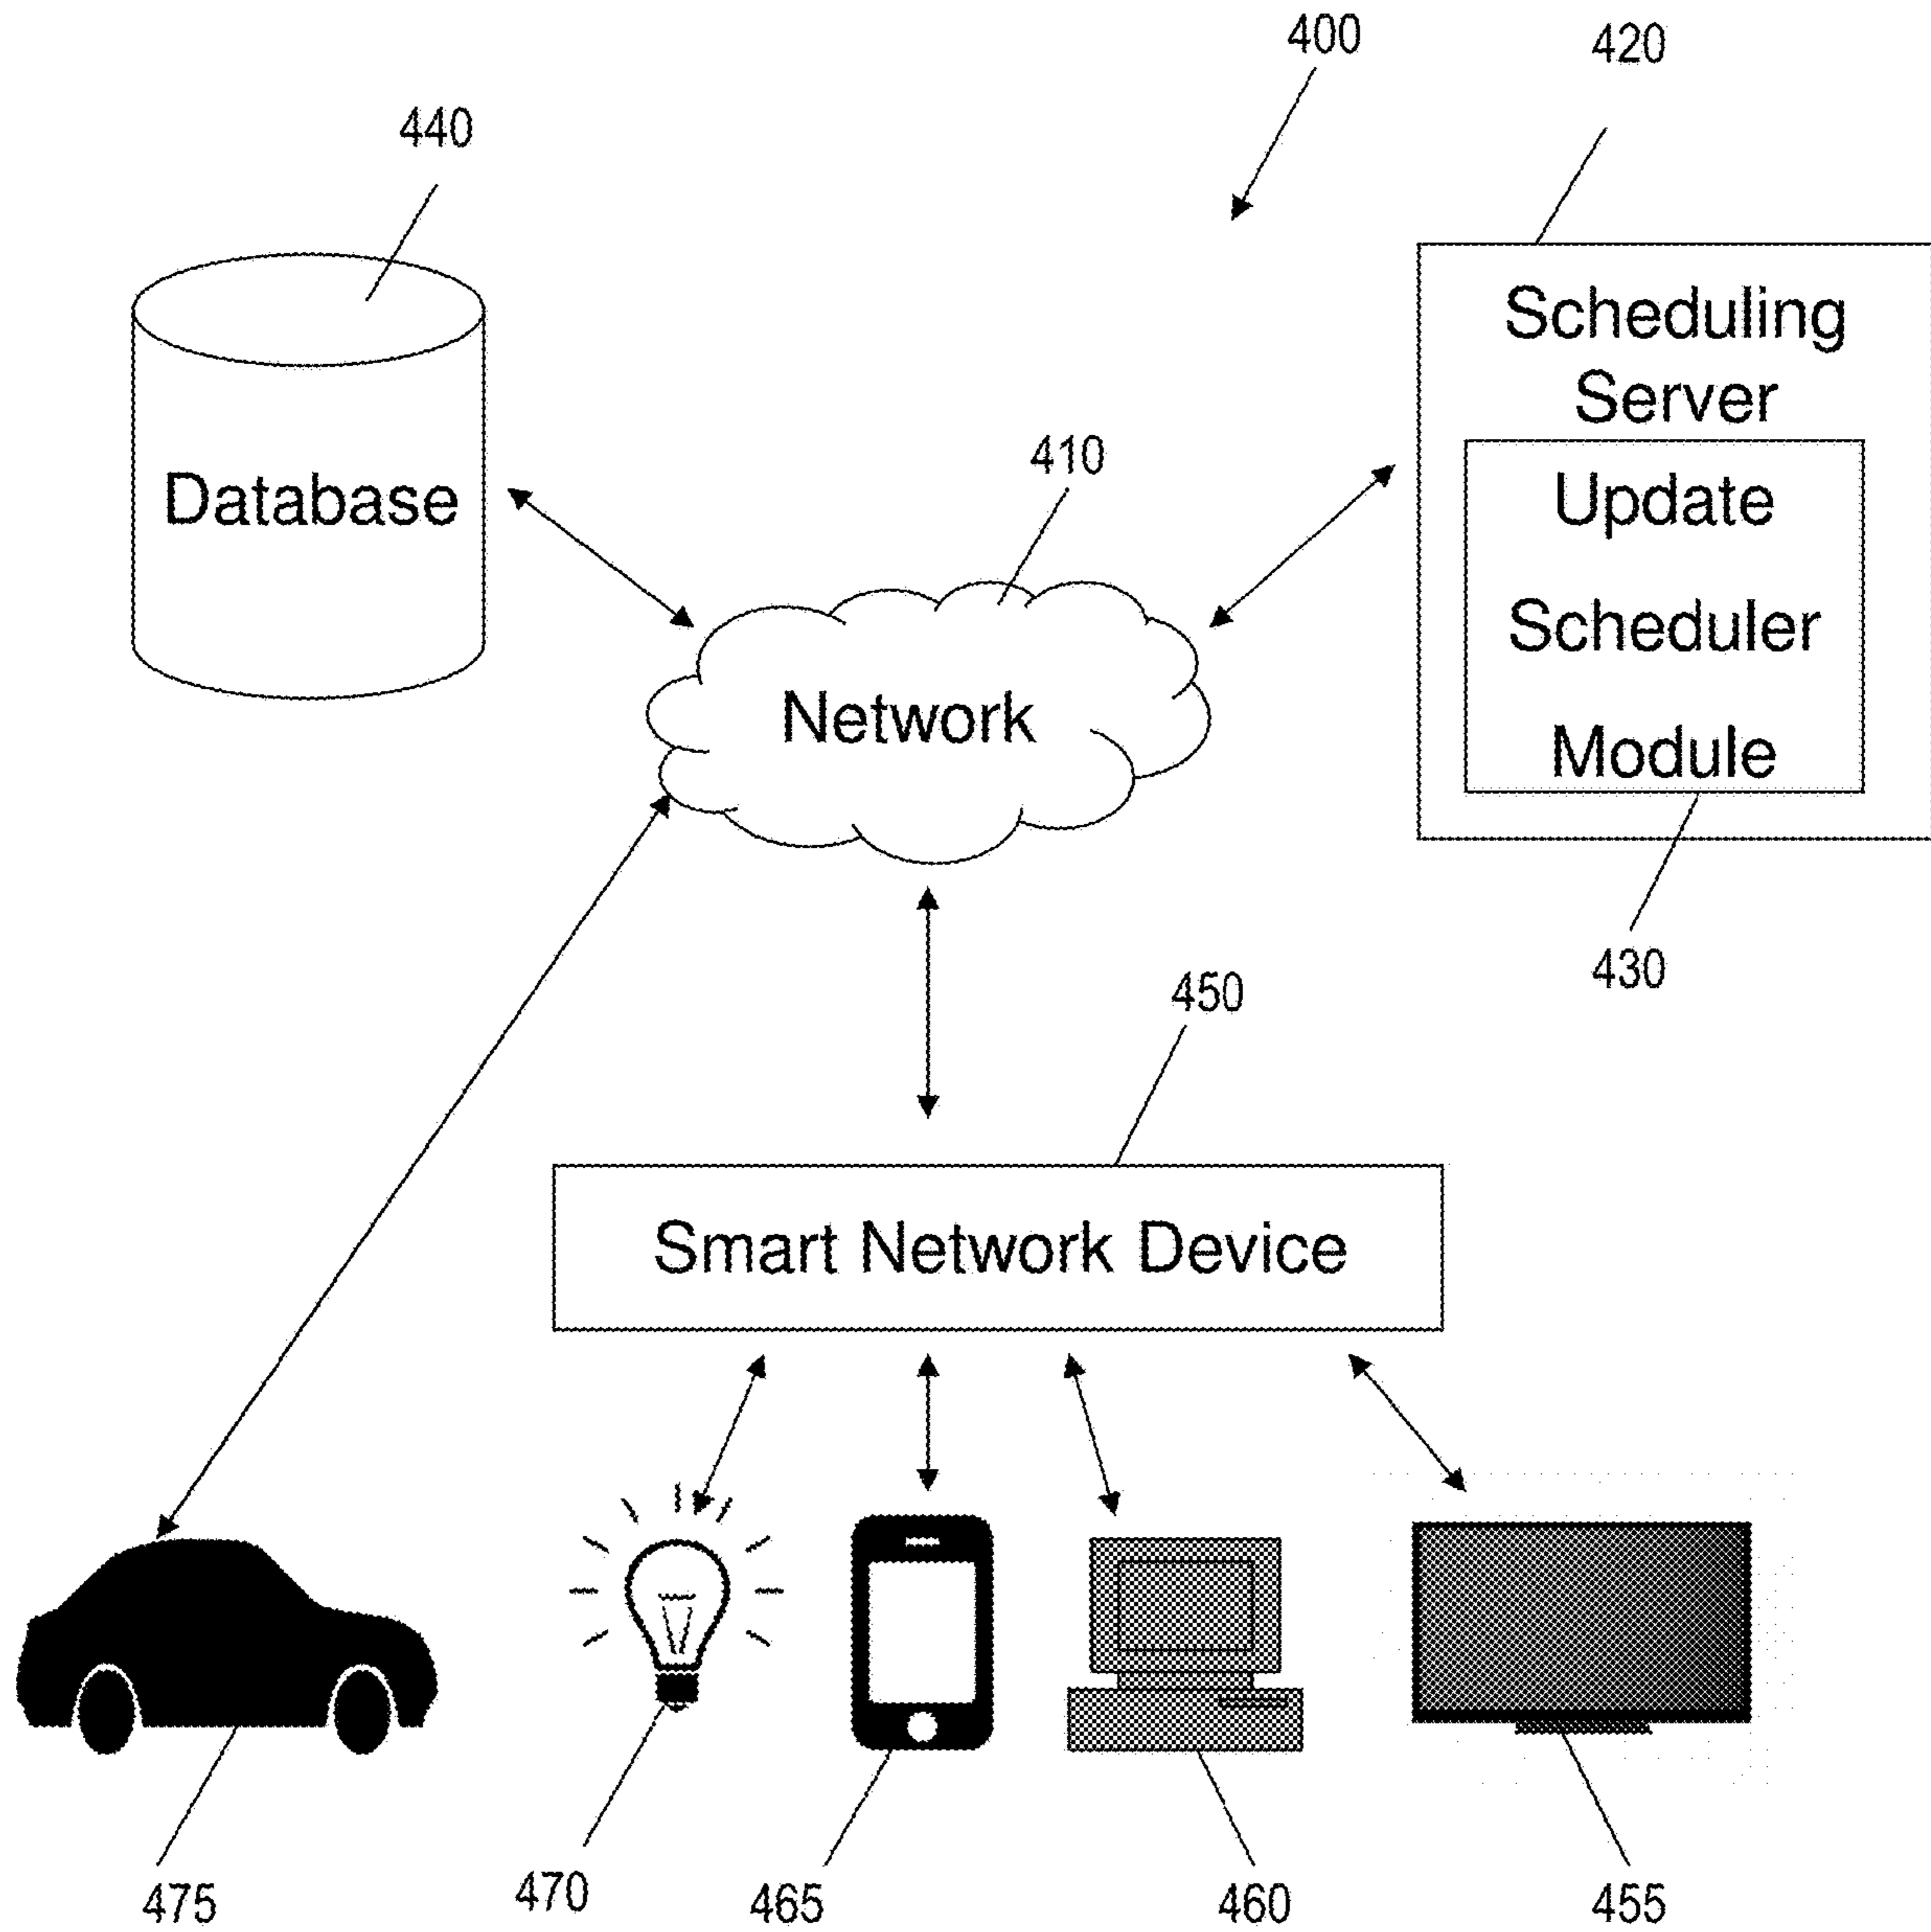 400
420
440
Scheduling
Server
410
Update
Database
Scheduler
Network
Module
430
450
Smart Network Device
475
470
465
460
455